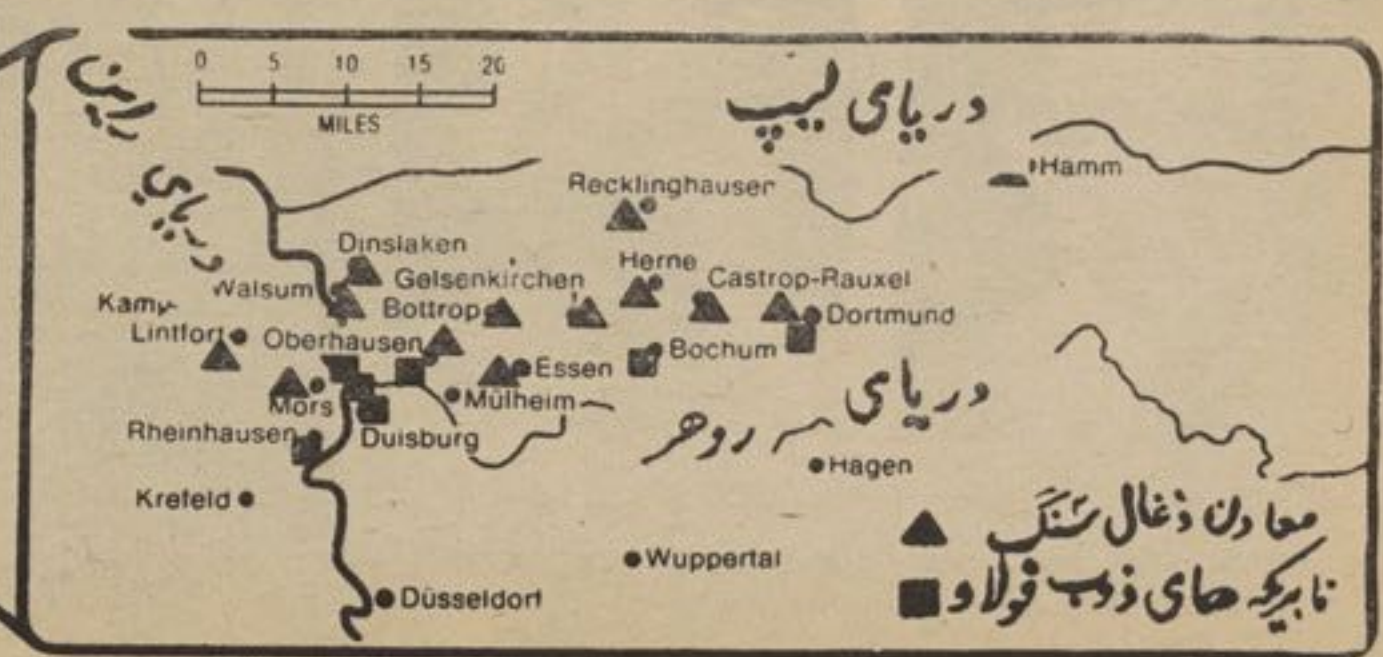 0 5 10 15 20
MILES
دریای راین
دریای لیپ
Hamm
Recklinghausen
Dinslaken
Walsum
Gelsenkirchen
Herne
Castrop-Rauxel
Kamp
Lintfort
Bottrop
Oberhausen
Dortmund
Essen
Bochum
Mörs
Mülheim
دریای
روهر
Rheinhausen
Duisburg
Hagen
Krefeld
Wuppertal
Düsseldorf
معادن ذغال سنگ
فابریکه های ذوب فولاد